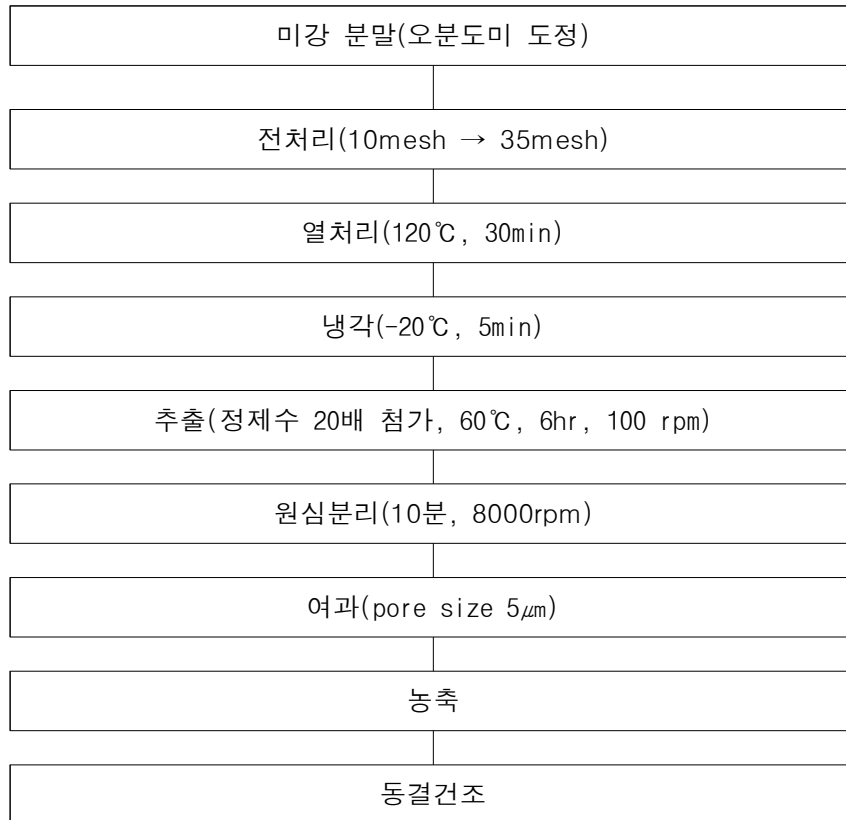 미강 분말(오분도미 도정)
전처리(10mesh → 35mesh)
열처리(120℃, 30min)
냉각(-20℃, 5min)
추출(정제수 20배 첨가, 60℃, 6hr, 100 rpm)
원심분리(10분, 8000rpm)
여과(pore size 5㎛)
농축
동결건조